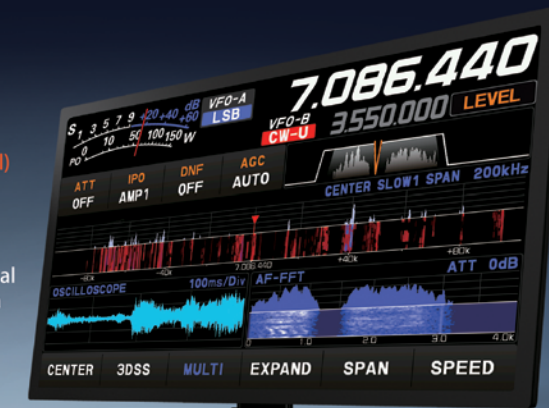 7.086.440
VFO-A
LSB
VFO-B
CW-U
3.550.000
LEVEL
S 1 3 5 7 9 +20 +40 +60 dB
PO 0 10 50 100 150 W
ATT
OFF
IPO
AMP1
DNF
OFF
AGC
AUTO
CENTER SLOW1 SPAN 200kHz
-80k -40k 7.086.440 +40k +80k
OSCILLOSCOPE 100ms/Div
AF-FFT ATT 0dB
0 1.0 2.0 3.0 4.0k
CENTER 3DSS MULTI EXPAND SPAN SPEED